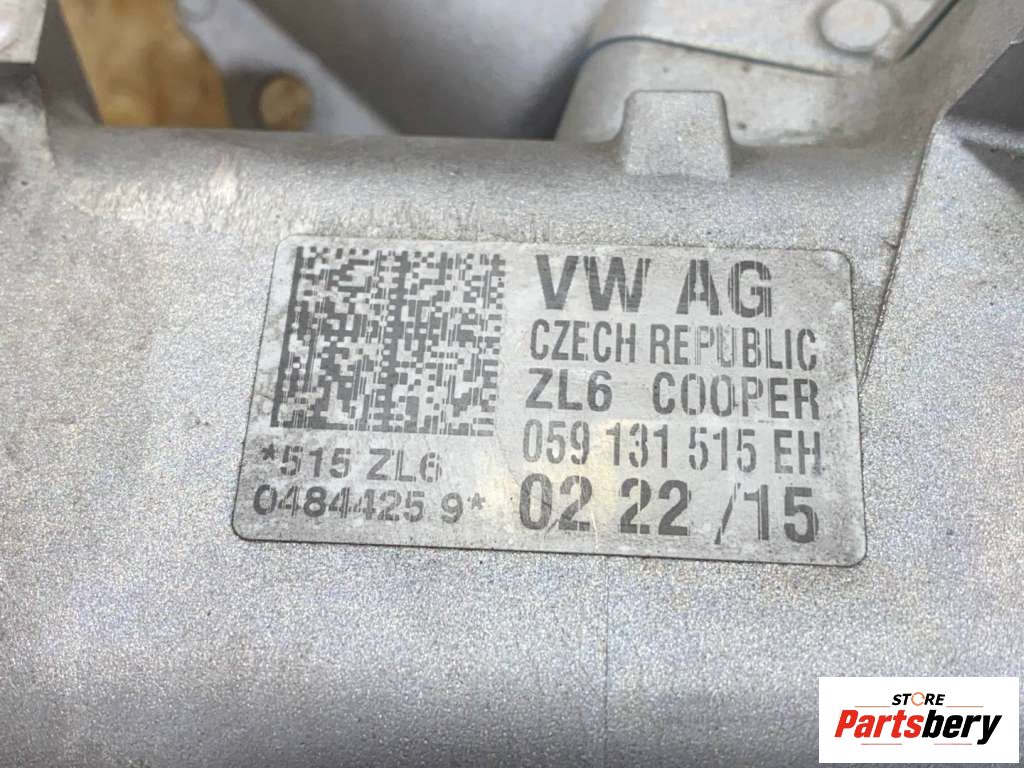 VW AG
CZECH REPUBLIC
ZL6 COOPER
059 131 515 EH
02 22/15
*515 ZL6
0484425 9*
STORE
Partsbery